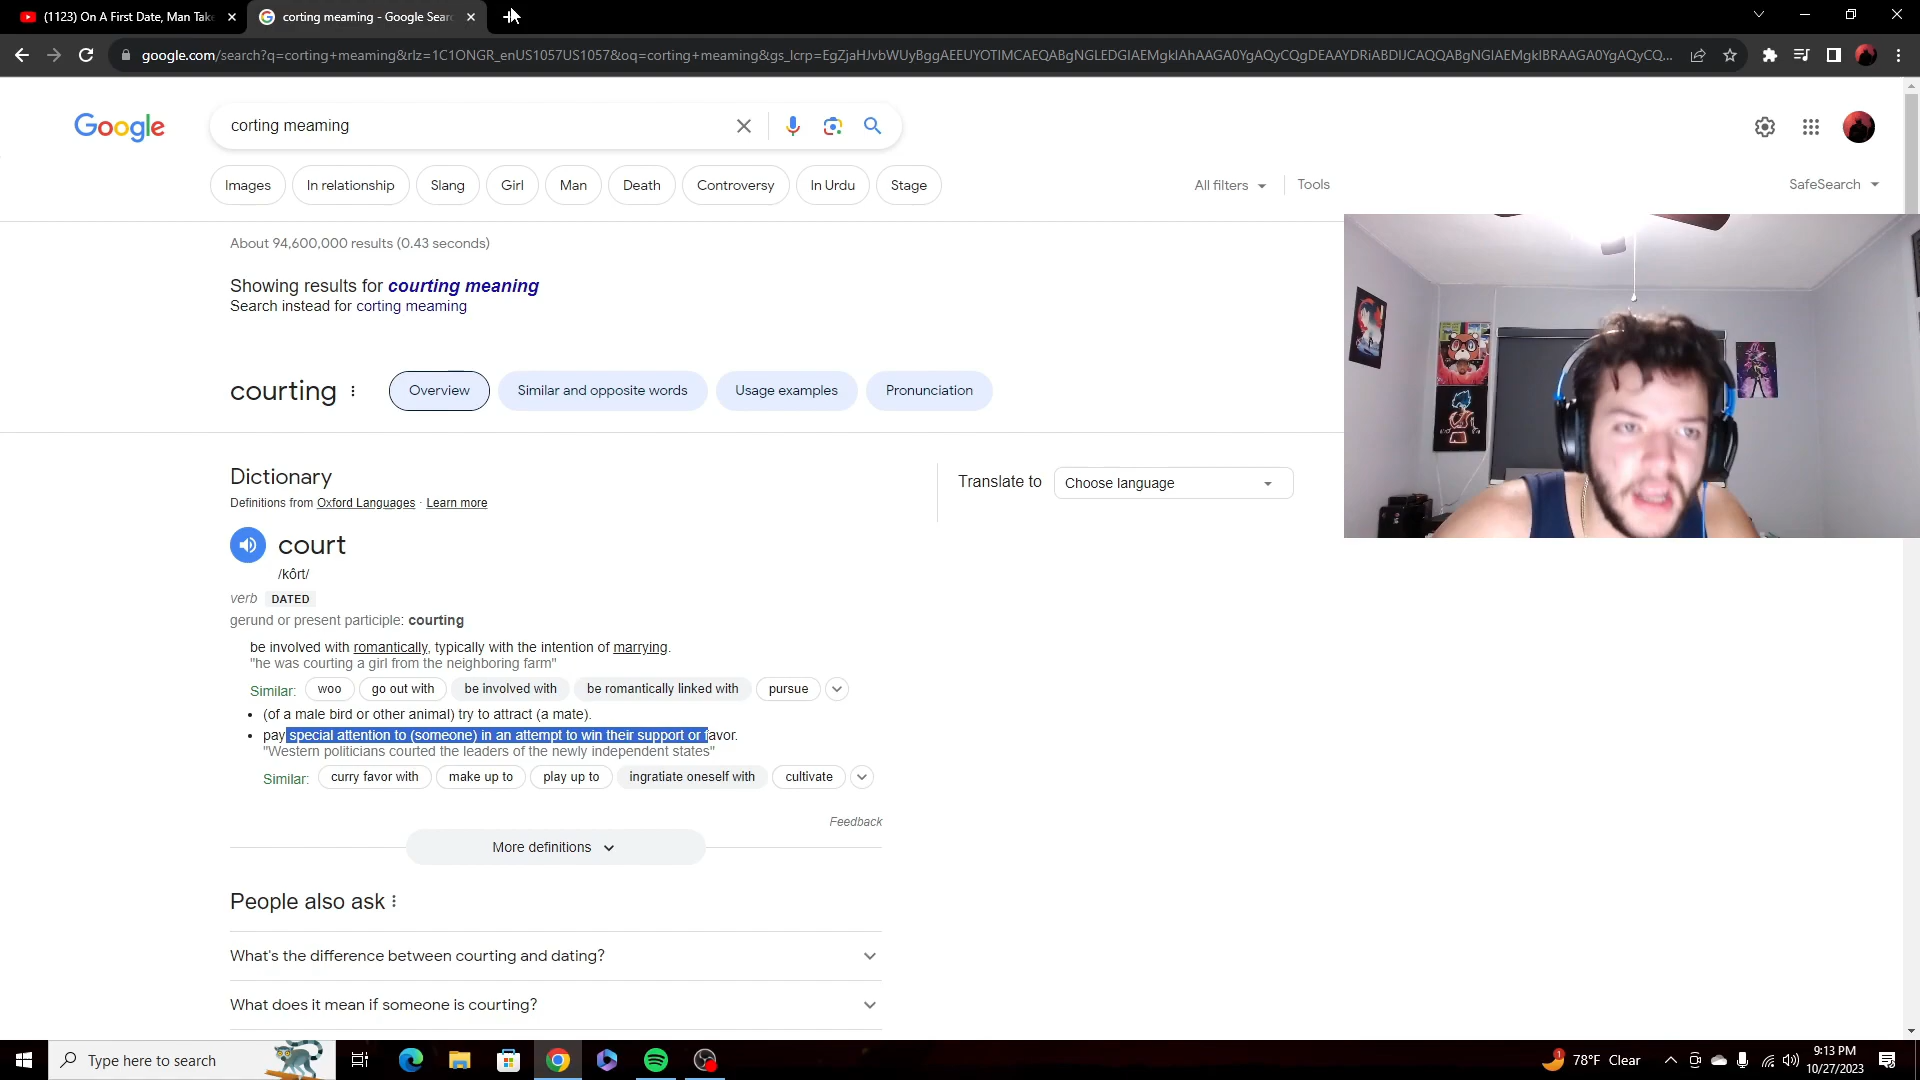 (1123) On A First Date, Man Take
corting meaming - Google Sear
google.com/search?q=corting+meaming&rlz=1C1ONGR_enUS1057US1057&oq=corting+meaming&gs_lcrp=EgZjaHJvbWUyBggAEEUYOTIMCAEQABgNGLEDGIAEMgkIAhAAGA0YgAQyCQgDEAAYDRiABDIJCAQQABgNGIAEMgkIBRAAGA0YgAQyCQ...
Google
corting meaming
Images
In relationship
Slang
Girl
Man
Death
Controversy
In Urdu
Stage
All filters
Tools
SafeSearch
About 94,600,000 results (0.43 seconds)
Showing results for courting meaning
Search instead for corting meaming
courting
Overview
Similar and opposite words
Usage examples
Pronunciation
Dictionary
Definitions from Oxford Languages · Learn more
Translate to
Choose language
court
/kôrt/
verb DATED
gerund or present participle: courting
be involved with romantically, typically with the intention of marrying.
"he was courting a girl from the neighboring farm"
Similar:
woo
go out with
be involved with
be romantically linked with
pursue
• (of a male bird or other animal) try to attract (a mate).
• pay special attention to (someone) in an attempt to win their support or favor.
"Western politicians courted the leaders of the newly independent states"
Similar:
curry favor with
make up to
play up to
ingratiate oneself with
cultivate
Feedback
More definitions
People also ask
What's the difference between courting and dating?
What does it mean if someone is courting?
Type here to search
1
78°F Clear
9:13 PM
10/27/2023